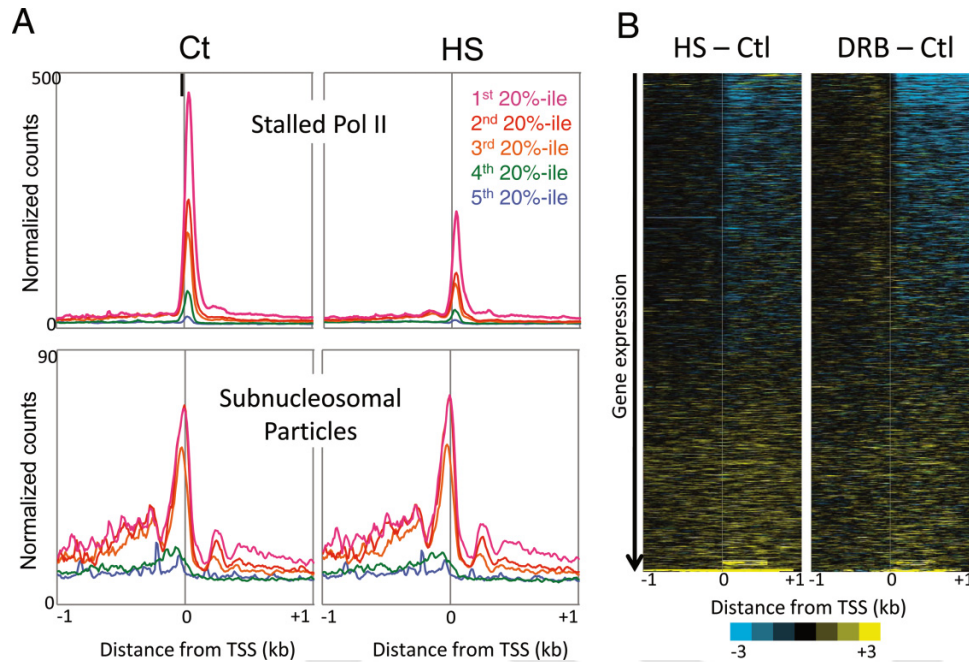 A
Ct
HS
500
Stalled Pol II
1st 20%-ile
2nd 20%-ile
3rd 20%-ile
4th 20%-ile
5th 20%-ile
Normalized counts
0
90
Subnucleosomal
Particles
Normalized counts
0
-1 0 +1 -1 0 +1
Distance from TSS (kb) Distance from TSS (kb)
B
HS – Ctl DRB – Ctl
Gene expression
-1 0 +1 -1 0 +1
Distance from TSS (kb)
-3 +3